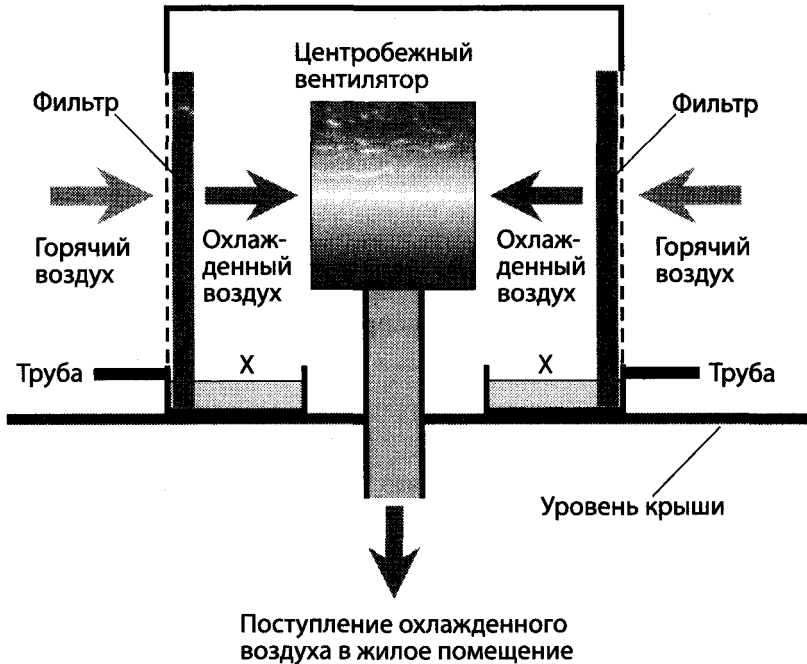 Центробежный
вентилятор
Фильтр
Фильтр
Горячий
воздух
Охлаж-
денный
воздух
Охлаж-
денный
воздух
Горячий
воздух
Труба
X
X
Труба
Уровень крыши
Поступление охлажденного
воздуха в жилое помещение